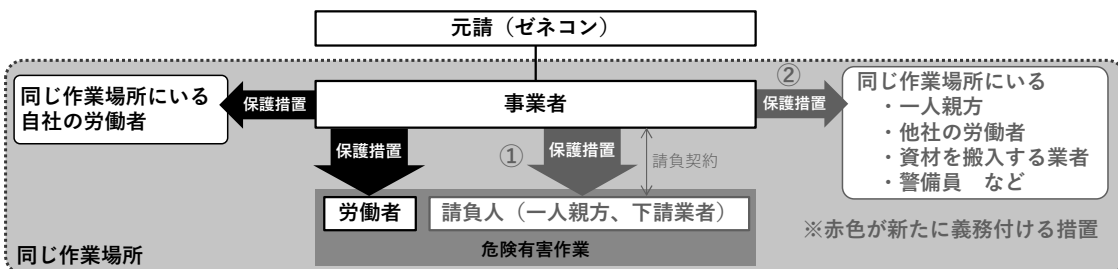 元請（ゼネコン）
②
同じ作業場所にいる
自社の労働者
保護措置
事業者
保護措置
同じ作業場所にいる
・一人親方
・他社の労働者
・資材を搬入する業者
・警備員　など
保護措置
①
保護措置
請負契約
労働者
請負人（一人親方、下請業者）
危険有害作業
※赤色が新たに義務付ける措置
同じ作業場所